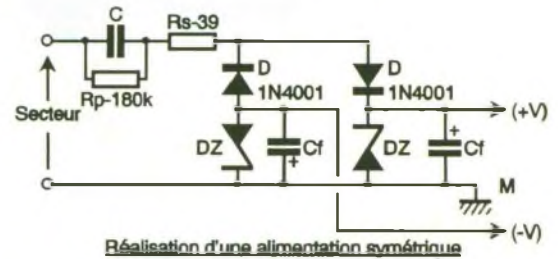 C
Rs-39
Rp-180k
Secteur
D
1N4001
D
1N4001
(+V)
DZ
+
Cf
DZ
+
Cf
M
(-V)
Réalisation d'une alimentation symétrique